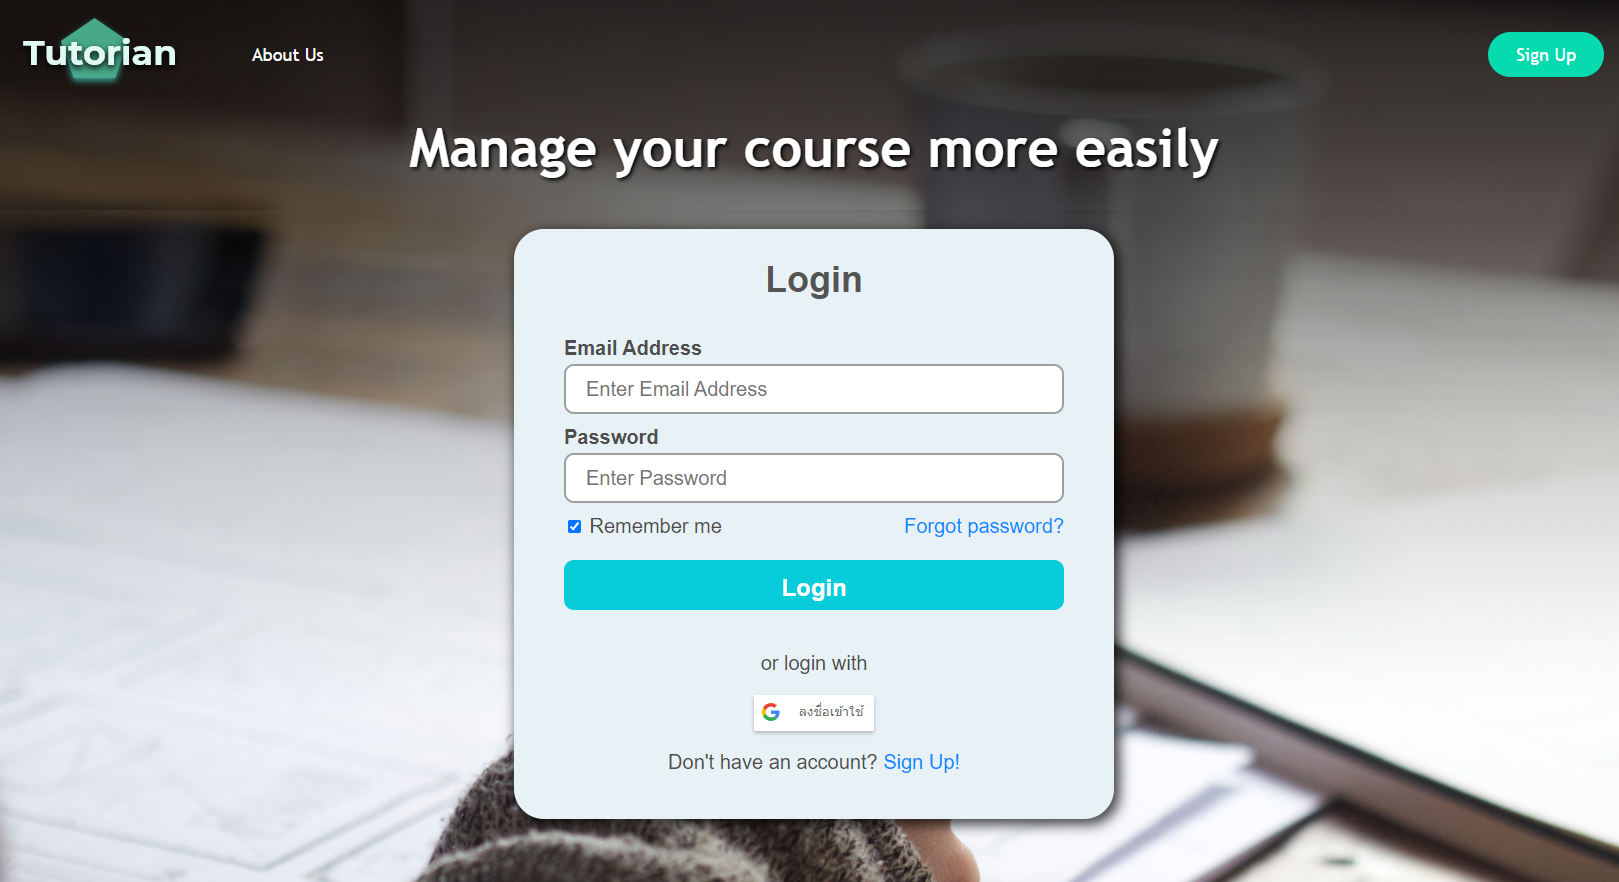 Tutorian
About Us
Sign Up
Manage your course more easily
Login
Email Address
Enter Email Address
Password
Enter Password
Remember me
Forgot password?
Login
or login with
ลงชื่อเข้าใช้
Don't have an account? Sign Up!